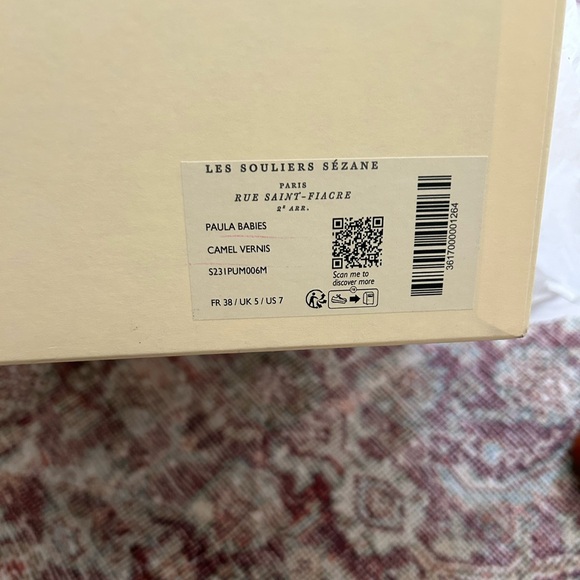 LES SOULIERS SÉZANE
PARIS
RUE SAINT-FIACRE
2e ARR.
PAULA BABIES
CAMEL VERNIS
S231PUM006M
FR 38 / UK 5 / US 7
Scan me to
discover more
3617000001264